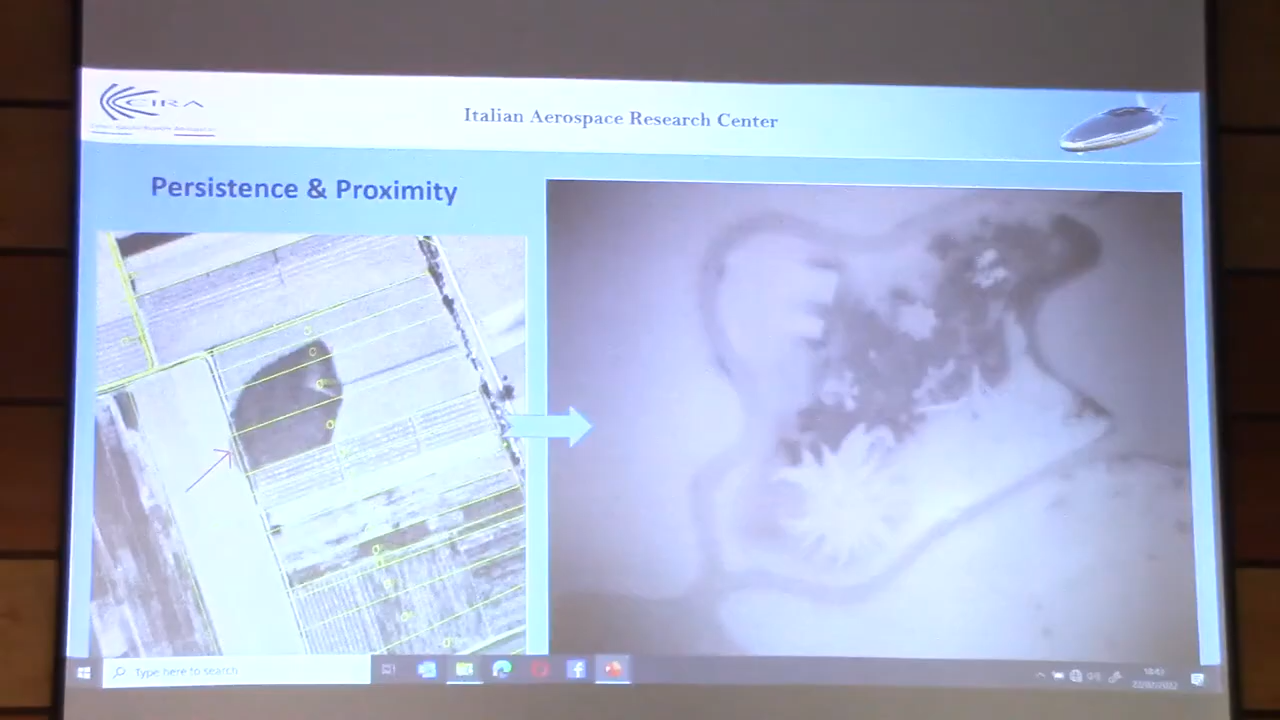 CIRA
Italian Aerospace Research Center
Persistence & Proximity
Type here to search